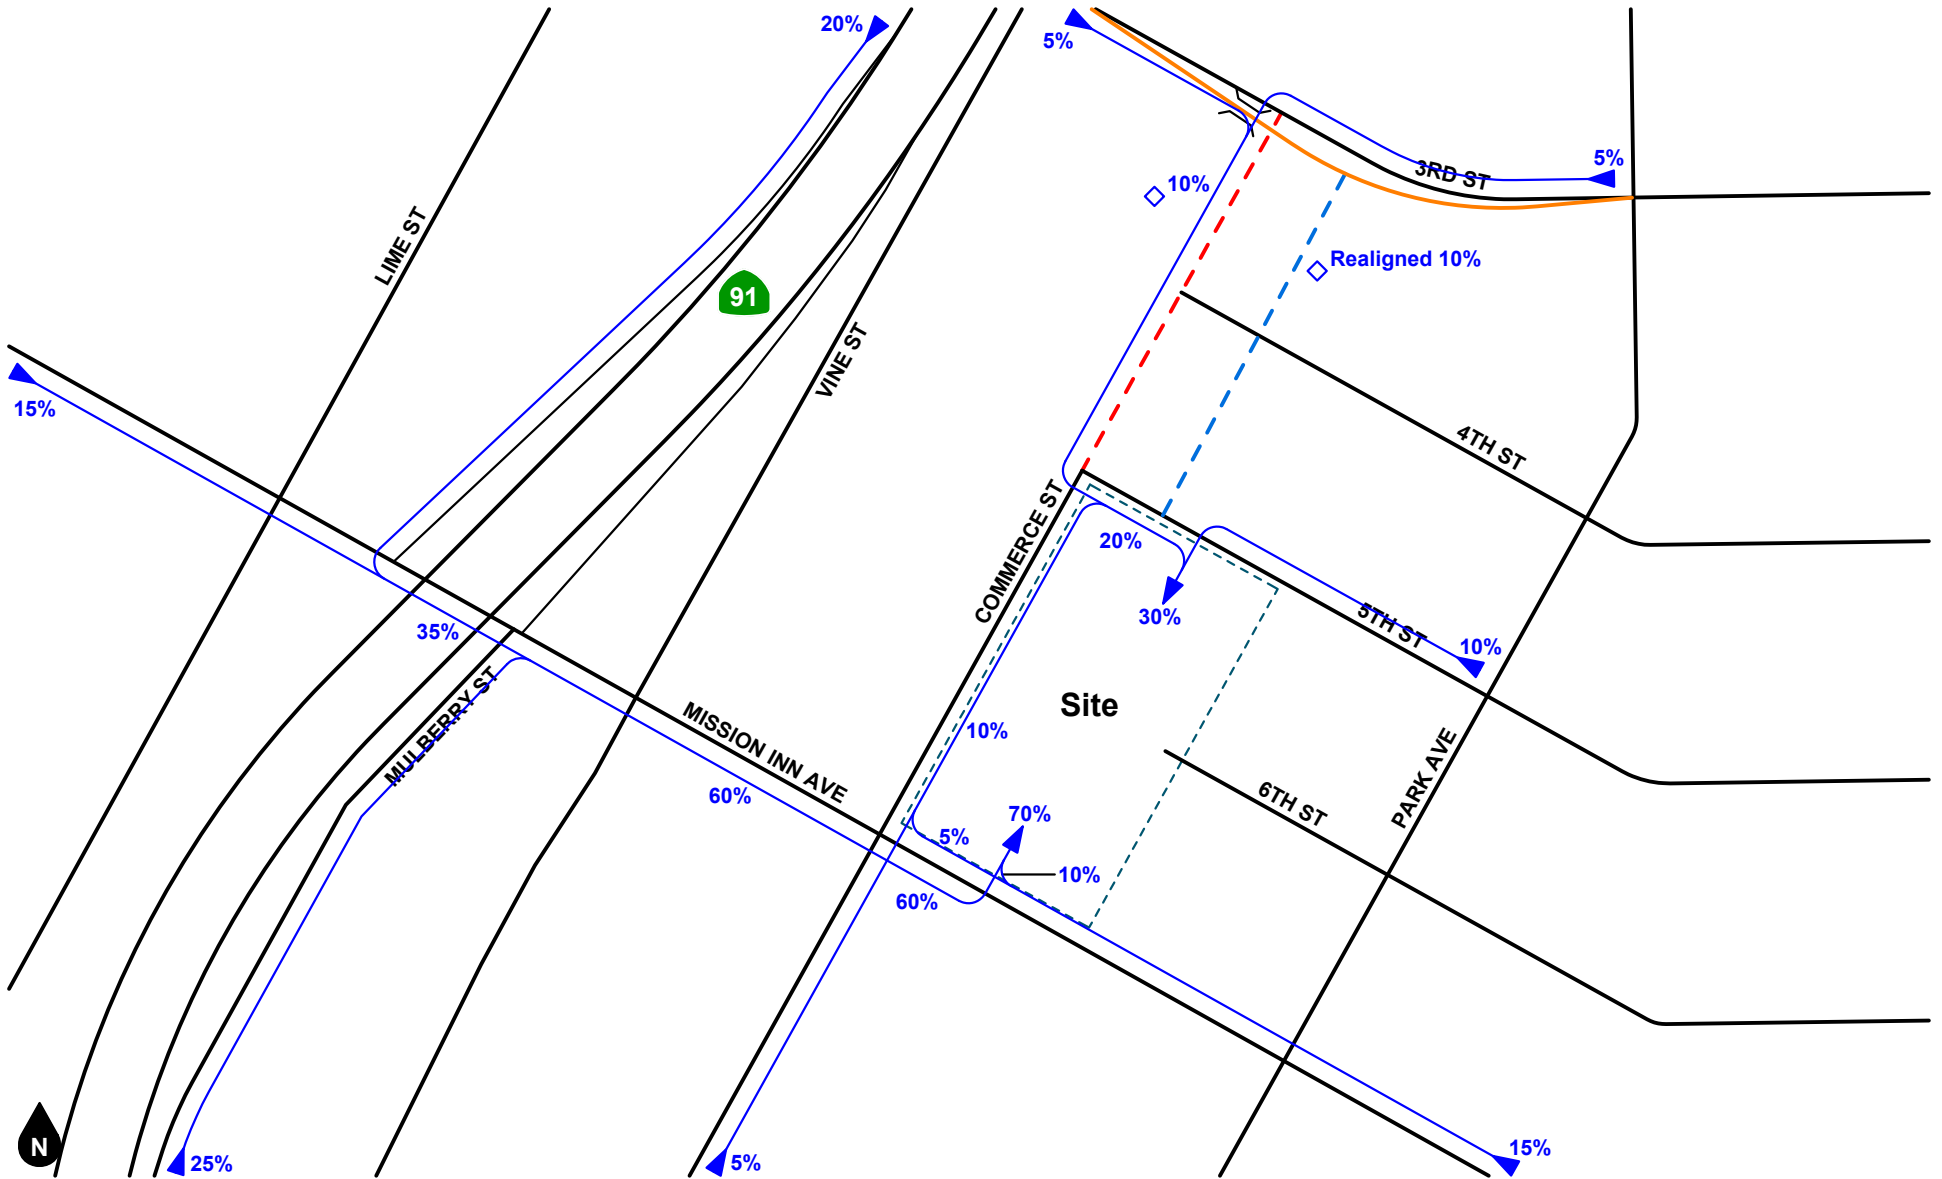 20%
5%
5%
3RD ST
10%
LIME ST
Realigned 10%
91
VINE ST
15%
4TH ST
COMMERCE ST
20%
30%
5TH ST
10%
35%
MULBERRY ST
Site
MISSION INN AVE
10%
60%
6TH ST
PARK AVE
70%
5%
10%
60%
N
25%
5%
15%